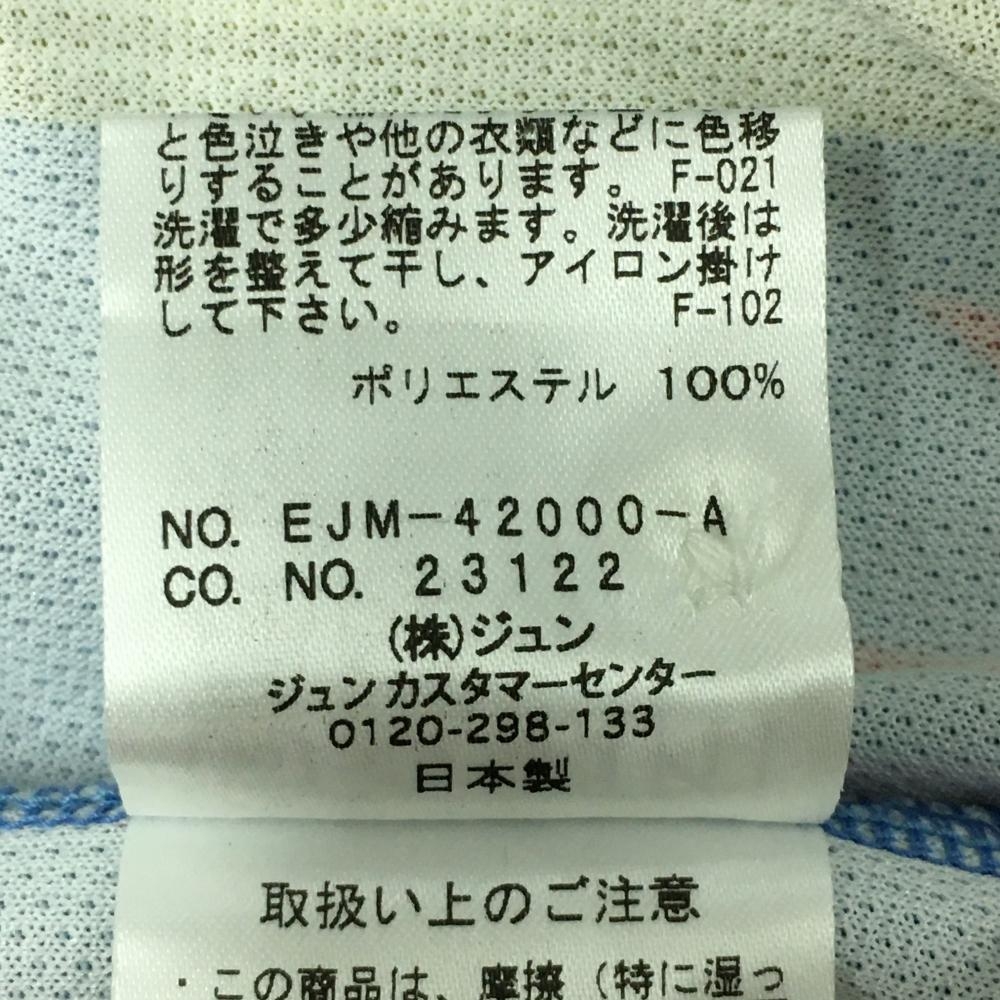 と色泣きや他の衣類などに色移
りすることがあります。 F-021
洗濯で多少縮みます。洗濯後は
形を整えて干し、アイロン掛け
して下さい。 F-102
ポリエステル 100%
NO. EJM-42000-A
CO. NO. 23122
(株)ジュン
ジュンカスタマーセンター
0120-298-133
日本製
取扱い上のご注意
・この商品は、摩擦（特に湿っ